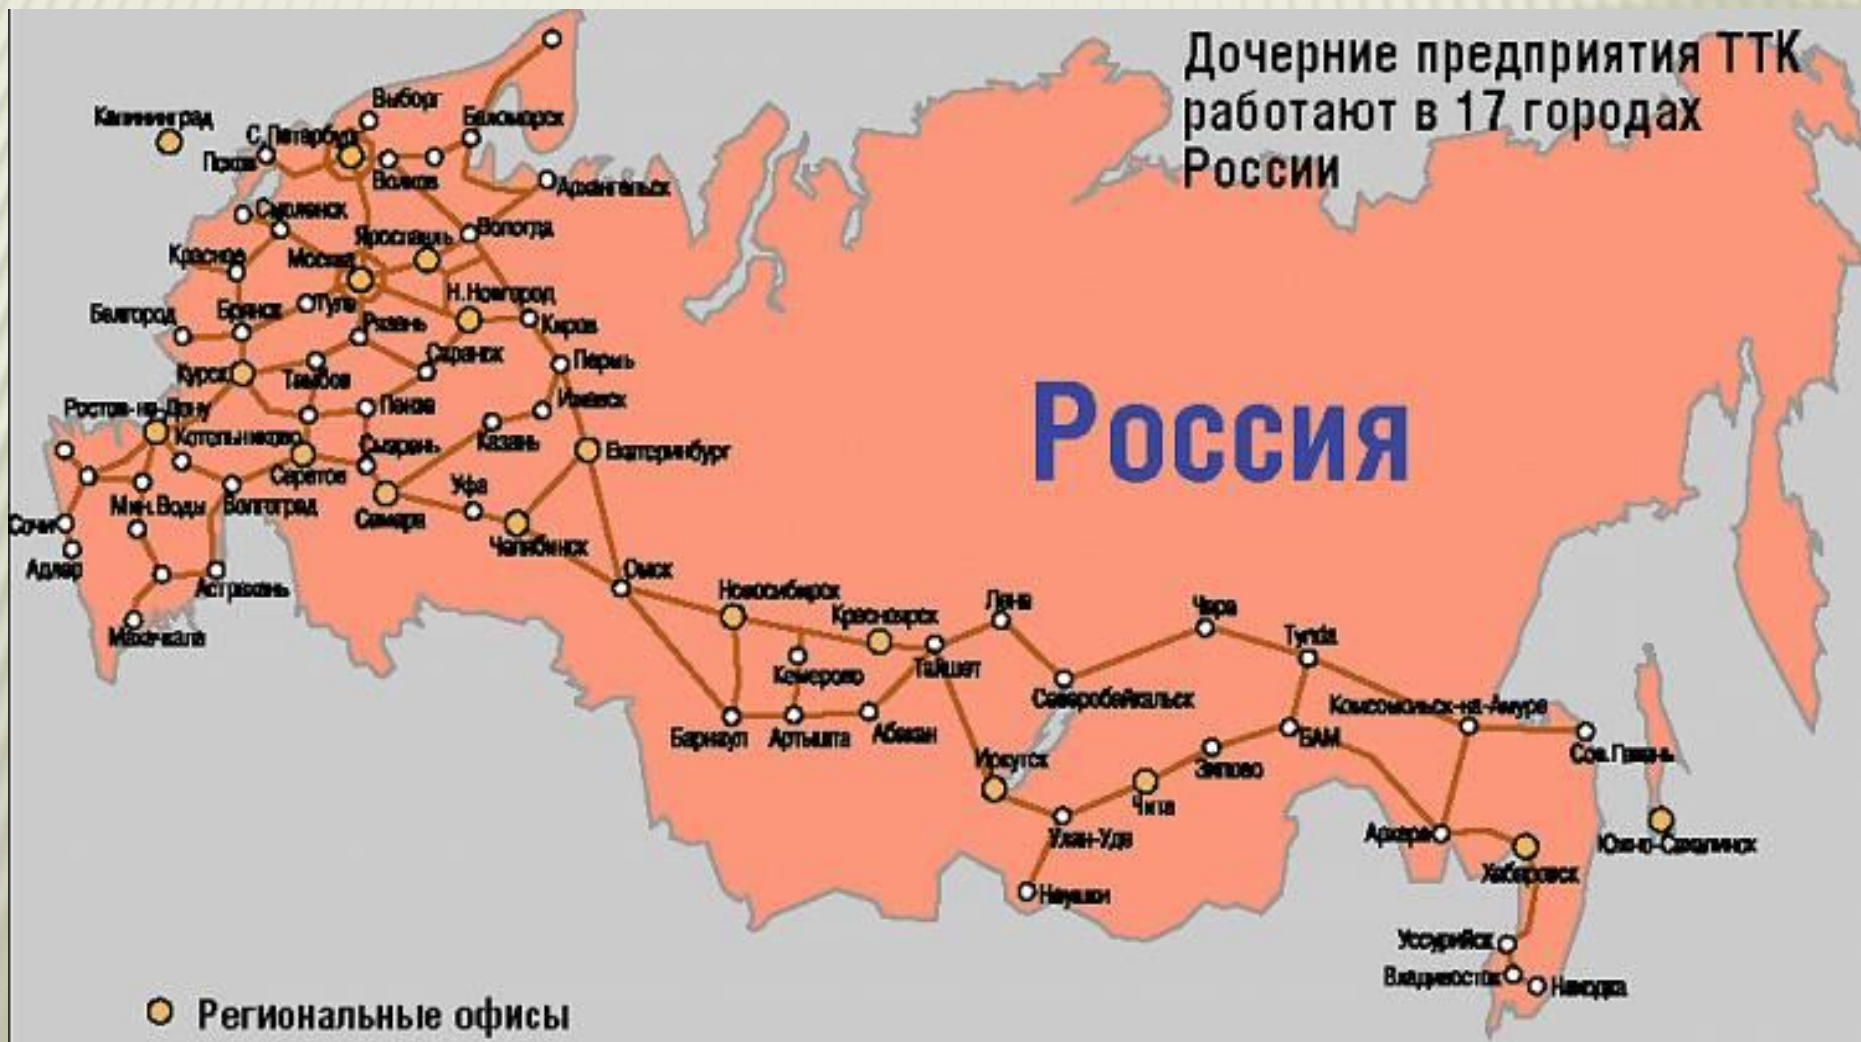 Дочерние предприятия ТТК
работают в 17 городах
России
Россия
Калининград
Выборг
Беломорск
С.Петербург
Псков
Волхов
Архангельск
Смоленск
Вологда
Ярославль
Красное
Москва
Н.Новгород
Белгород
Брянск
Тула
Рязань
Киров
Саранск
Пермь
Курск
Тамбов
Ижевск
Пенза
Ростов-на-Дону
Котельниково
Сызрань
Казань
Екатеринбург
Саратов
Уфа
Мин.Воды
Волгоград
Самара
Сочи
Челябинск
Адлер
Астрахань
Омск
Махачкала
Новосибирск
Красноярск
Лена
Чара
Tynda
Кемерово
Тайшет
Северобайкальск
Комсомольск-на-Амуре
Барнаул
Артышта
Абакан
БАМ
Сов.Гавань
Иркутск
Зилово
Чита
Улан-Удэ
Архара
Южно-Сахалинск
Хабаровск
Наушки
Уссурийск
Владивосток
Находка
Региональные офисы